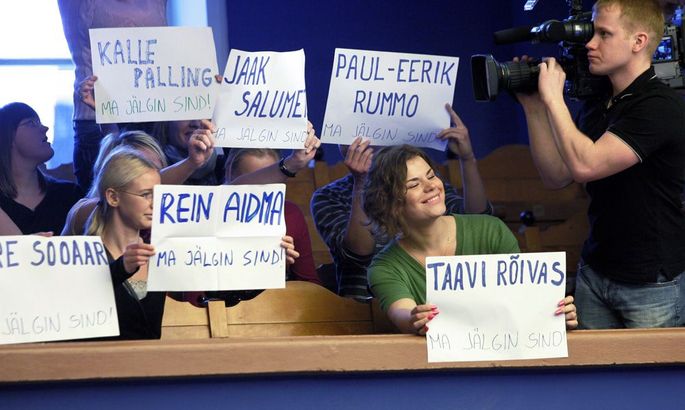 KALLE
PALLING
MA JÄLGIN SIND!
JAAK
SALUMET
MA JÄLGIN SIND!
PAUL-EERIK
RUMMO
MA JÄLGIN SIND!
REIN AIDMA
MA JÄLGIN SIND!
RE SOOAAR
JÄLGIN SIND!
TAAVI RÕIVAS
MA JÄLGIN SIND!